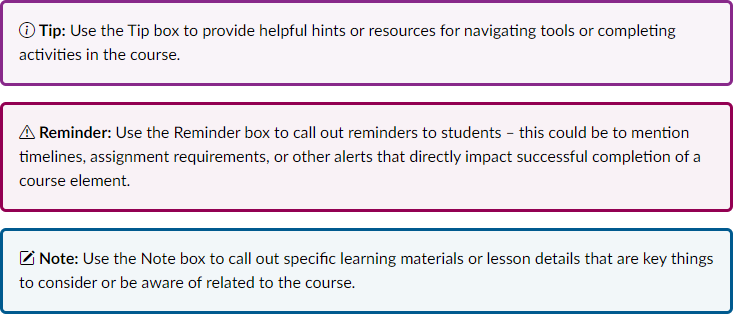 Tip: Use the Tip box to provide helpful hints or resources for navigating tools or completing
activities in the course.
Reminder: Use the Reminder box to call out reminders to students – this could be to mention
timelines, assignment requirements, or other alerts that directly impact successful completion of a
course element.
Note: Use the Note box to call out specific learning materials or lesson details that are key things
to consider or be aware of related to the course.